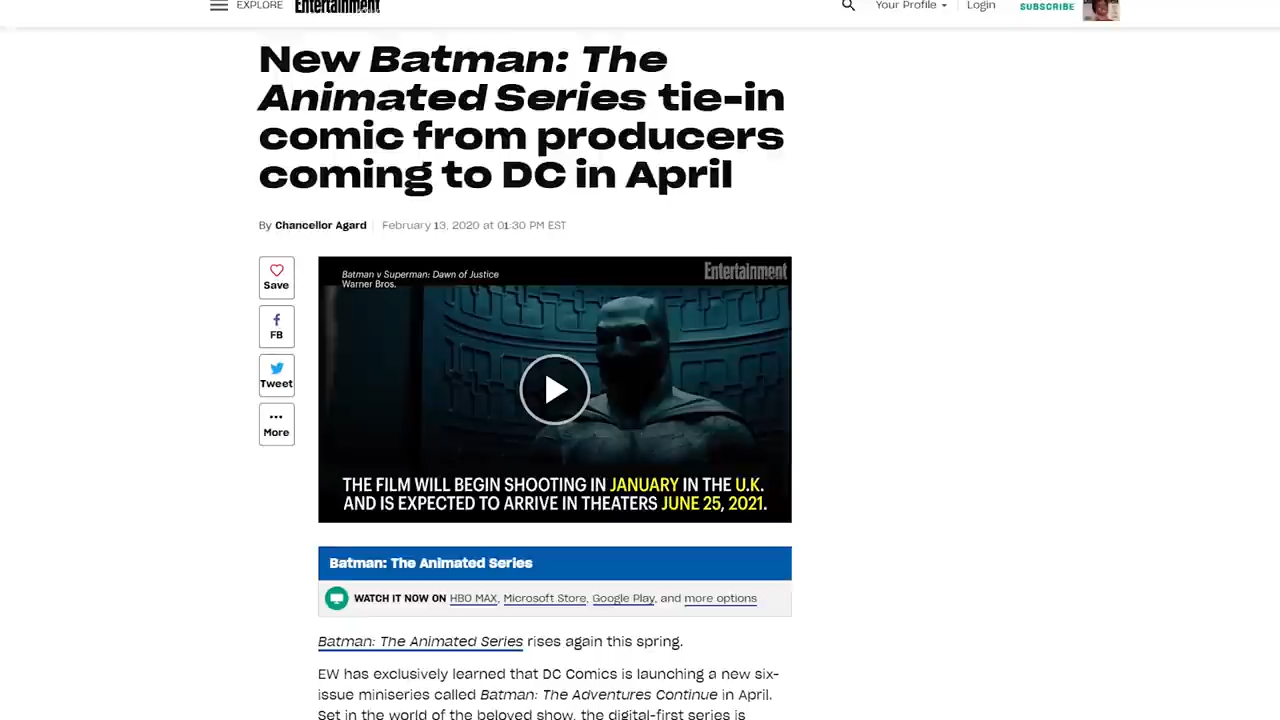 EXPLORE
Entertainment
Your Profile
Login
SUBSCRIBE
New Batman: The
Animated Series tie-in
comic from producers
coming to DC in April
By Chancellor Agard
February 13, 2020 at 01:30 PM EST
Save
FB
Tweet
More
Batman v Superman: Dawn of Justice
Warner Bros.
Entertainment
THE FILM WILL BEGIN SHOOTING IN JANUARY IN THE U.K.
AND IS EXPECTED TO ARRIVE IN THEATERS JUNE 25, 2021.
Batman: The Animated Series
WATCH IT NOW ON HBO MAX, Microsoft Store, Google Play, and more options
Batman: The Animated Series rises again this spring.
EW has exclusively learned that DC Comics is launching a new six-
issue miniseries called Batman: The Adventures Continue in April.
Set in the world of the beloved show, the digital-first series is